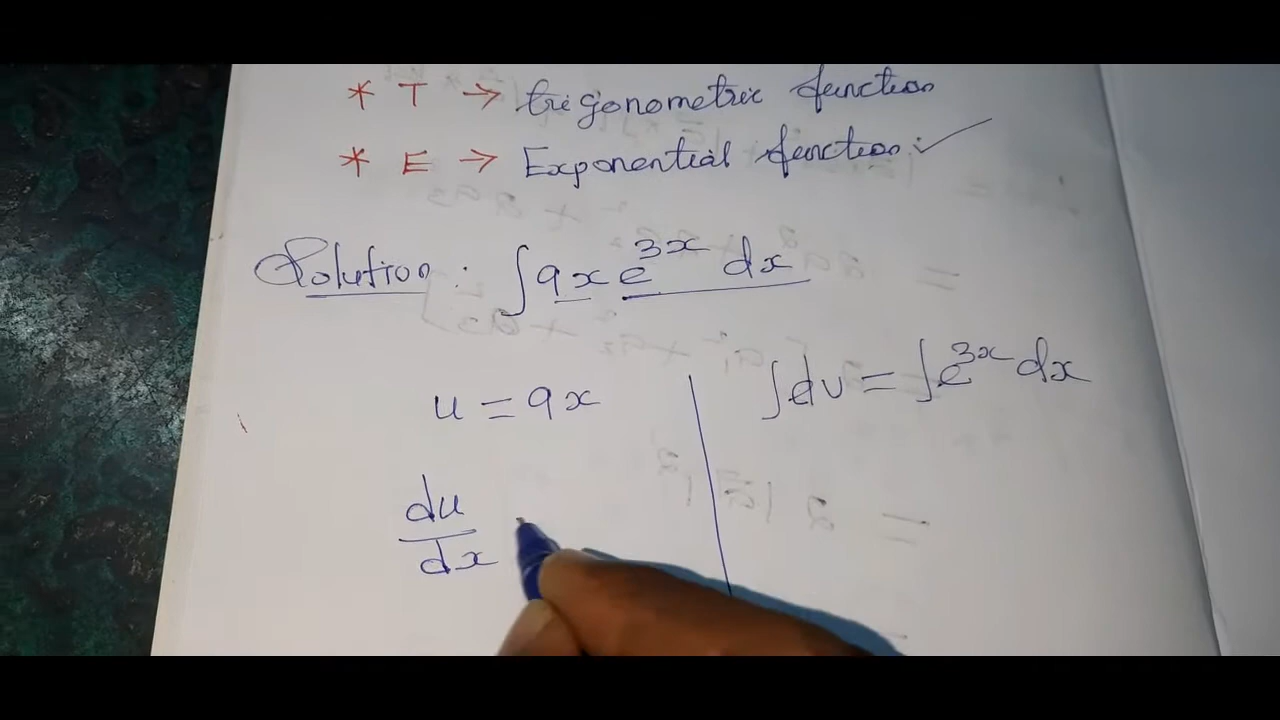 * T → trigonometric function
* E → Exponential function: ✓
Solution: ∫9x e^{3x} dx
u = 9x
∫dv = ∫e^{3x} dx
du/dx